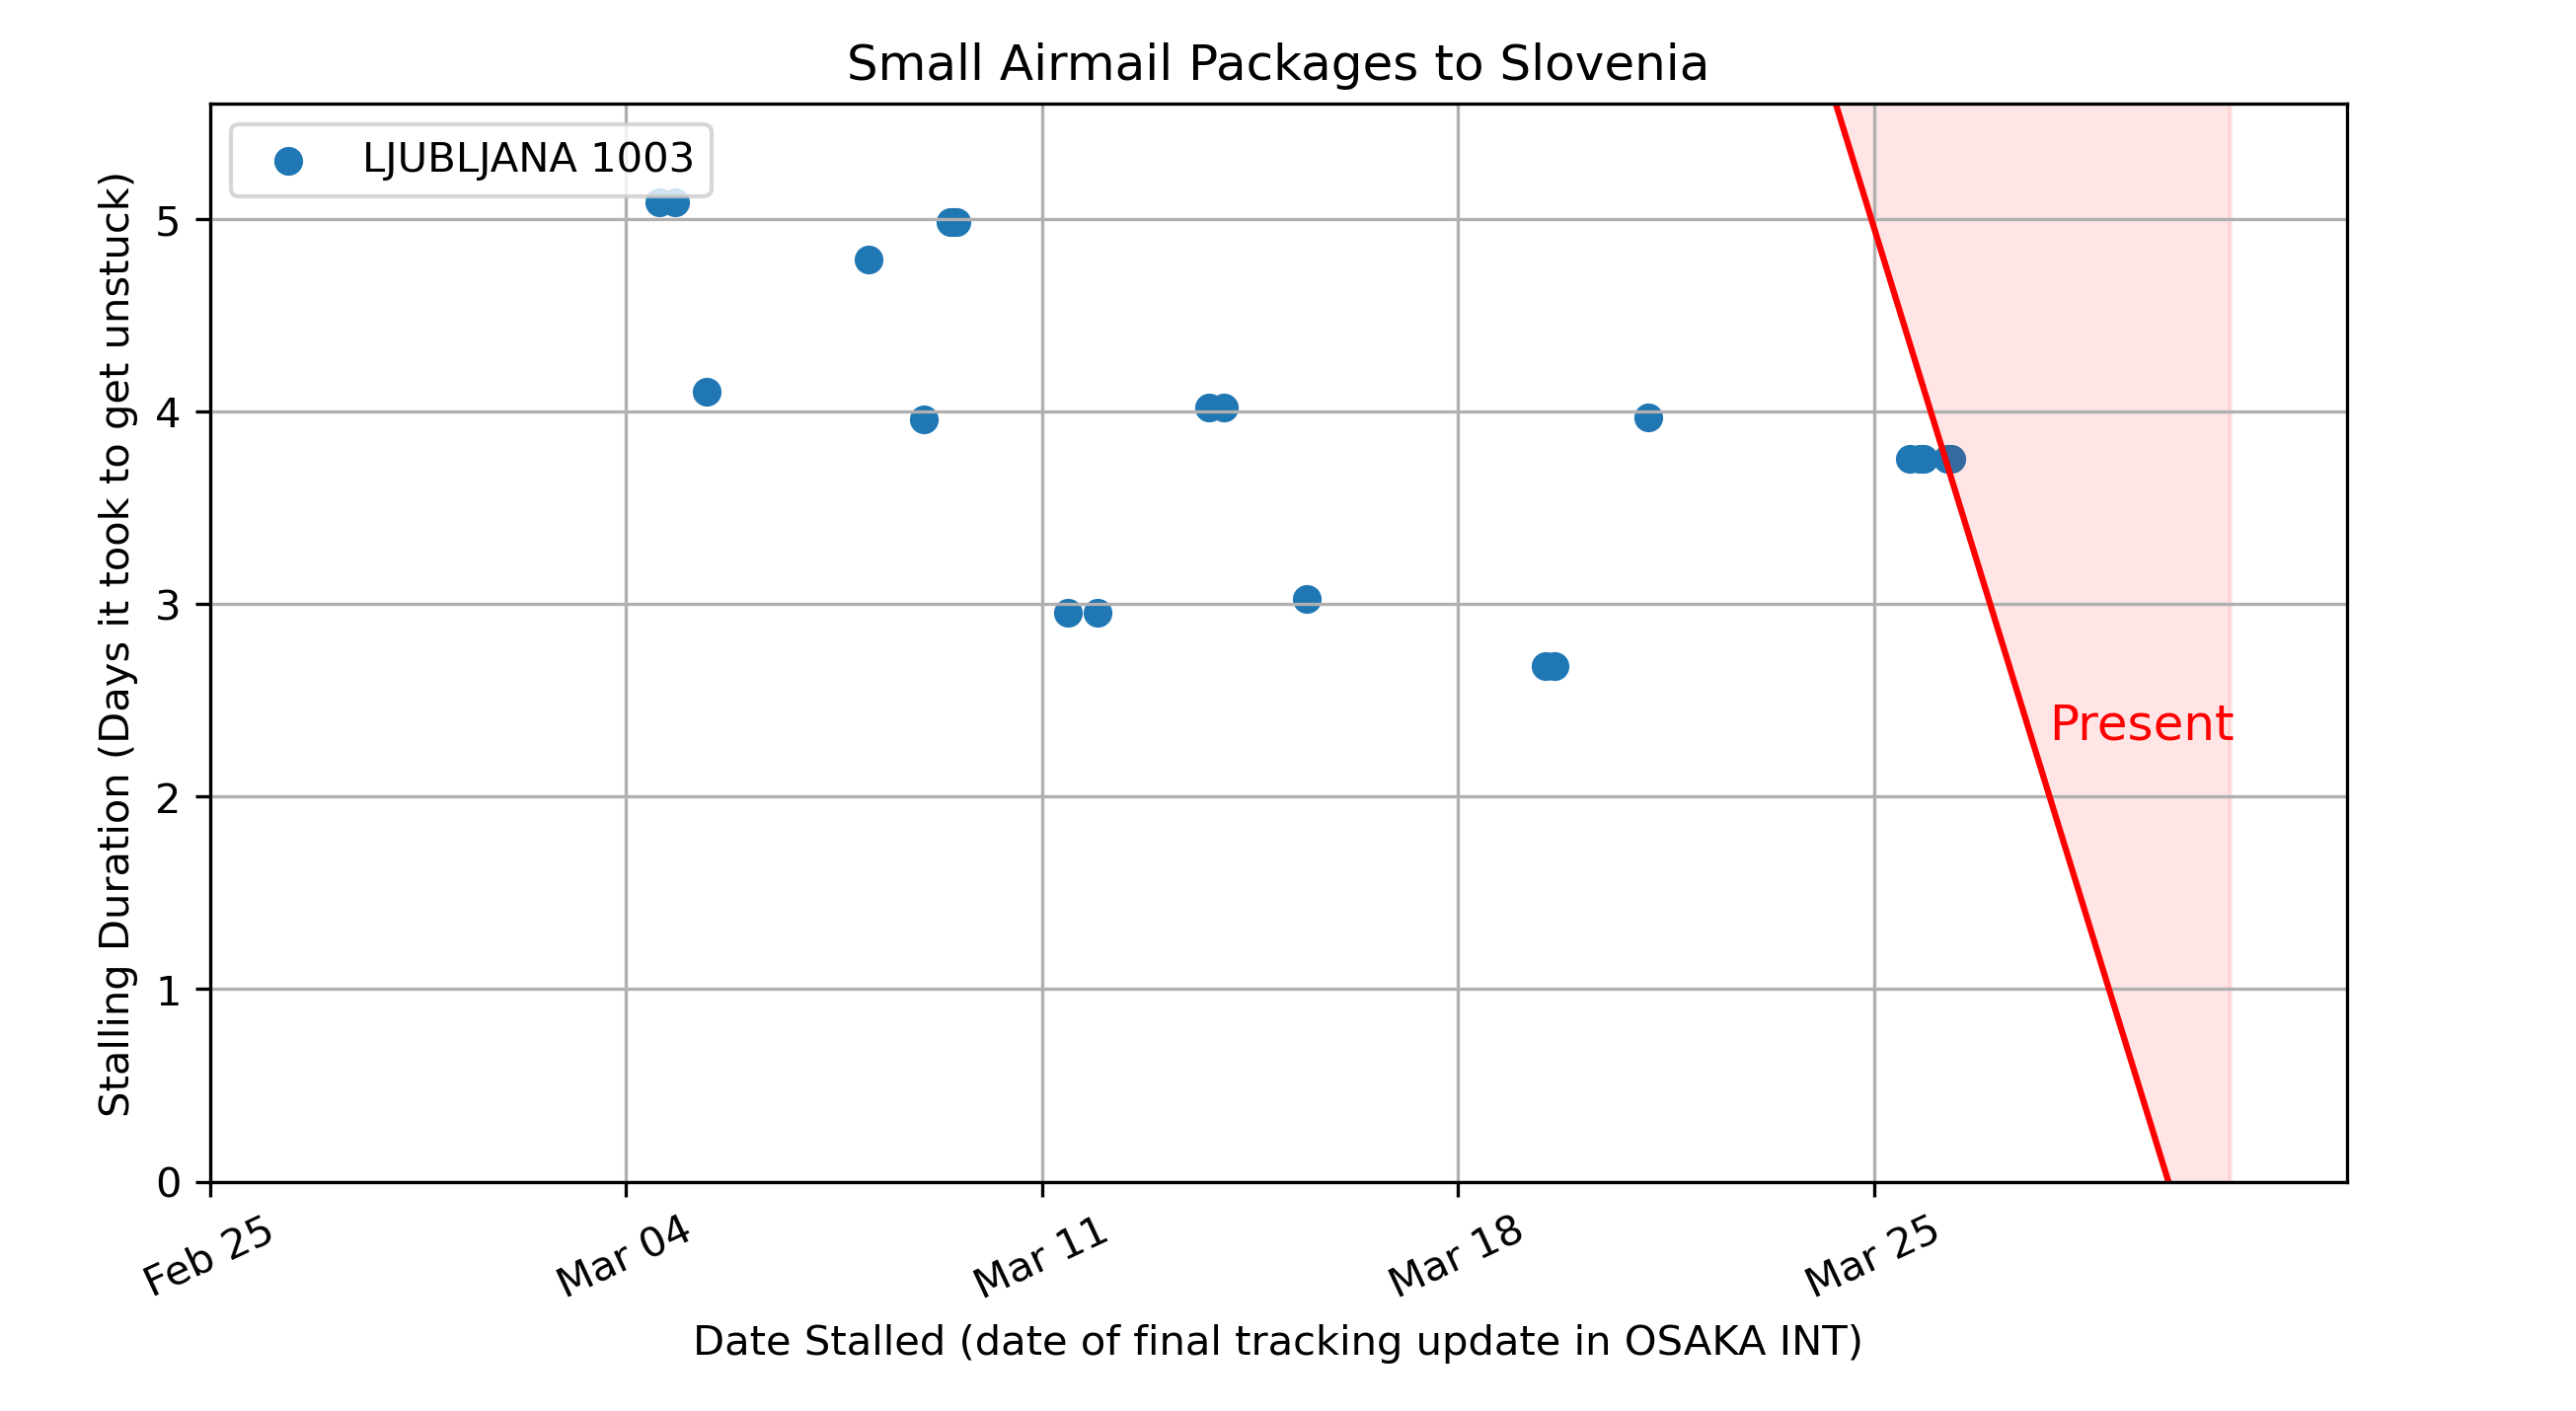 Small Airmail Packages to Slovenia
LJUBLJANA 1003
Stalling Duration (Days it took to get unstuck)
5
4
3
2
1
0
Present
Feb 25
Mar 04
Mar 11
Mar 18
Mar 25
Date Stalled (date of final tracking update in OSAKA INT)